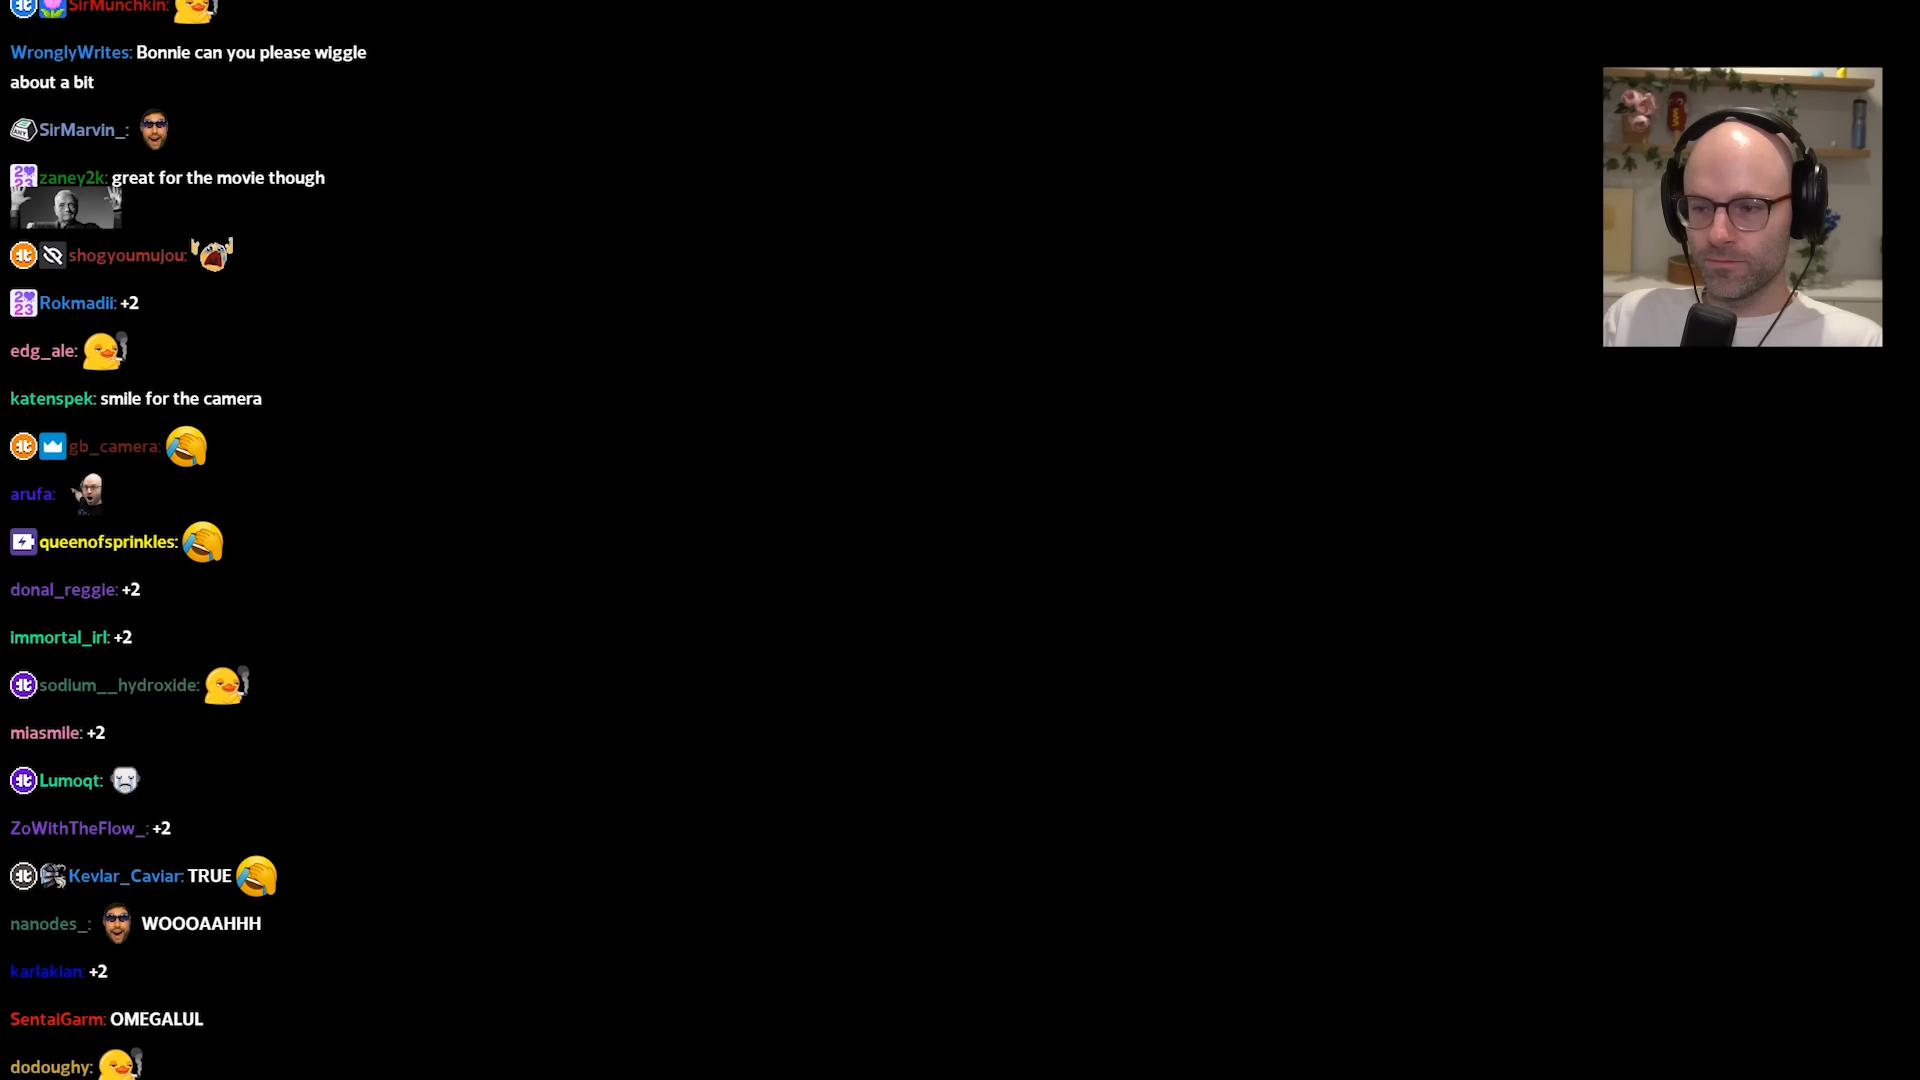 SirMunchkin:
WronglyWrites: Bonnie can you please wiggle
about a bit
SirMarvin_:
zaney2k: great for the movie though
shogyoumujou:
Rokmadii: +2
edg_ale:
katenspek: smile for the camera
gb_camera:
arufa:
queenofsprinkles:
donal_reggie: +2
immortal_irl: +2
sodium__hydroxide:
miasmile: +2
Lumoqt:
ZoWithTheFlow_: +2
Kevlar_Caviar: TRUE
nanodes_: WOOOAAHHH
karlakian: +2
SentaiGarm: OMEGALUL
dodoughy: